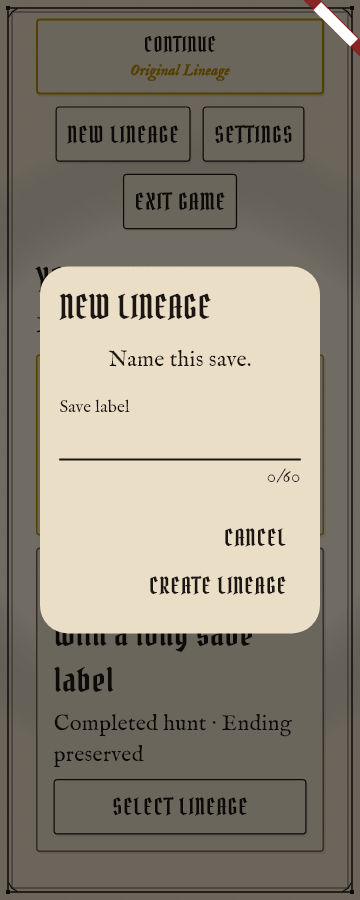 CONTINUE
Original Lineage
NEW LINEAGE
SETTINGS
EXIT GAME
NEW LINEAGE
Name this save.
Save label
0/60
CANCEL
CREATE LINEAGE
with a long save
label
Completed hunt · Ending
preserved
SELECT LINEAGE